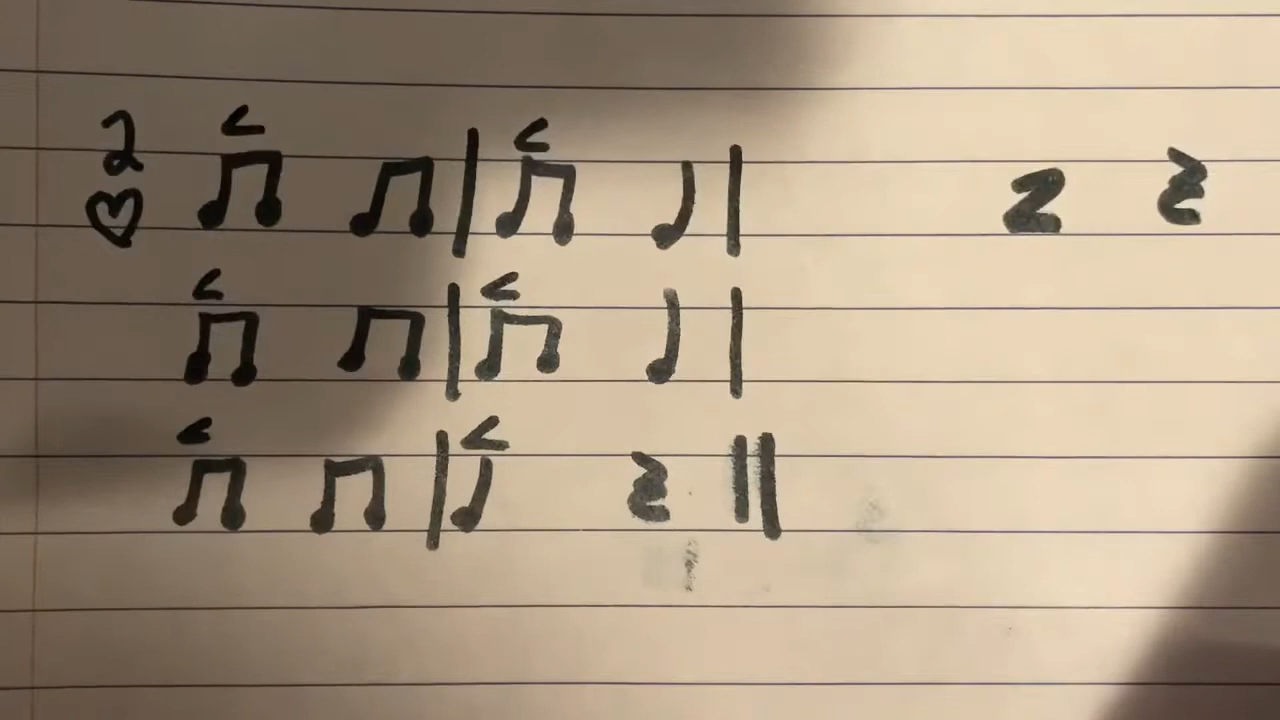 2
♡ ♫ ♫ | ♫ ♩ | z 𝄽
♫ ♫ | ♫ ♩ |
♫ ♫ | ♩ 𝄽 ||